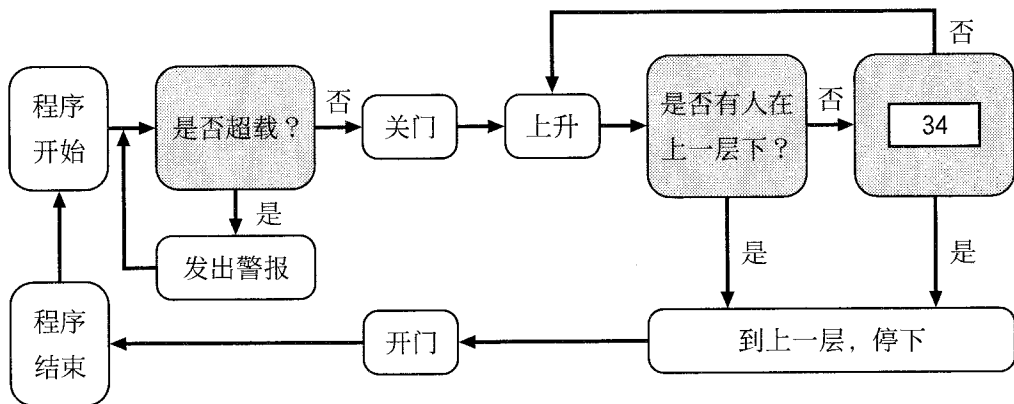 程序
开始
是否超载？
否
关门
上升
是否有人在
上一层下？
否
34
否
是
发出警报
是
是
程序
结束
开门
到上一层，停下